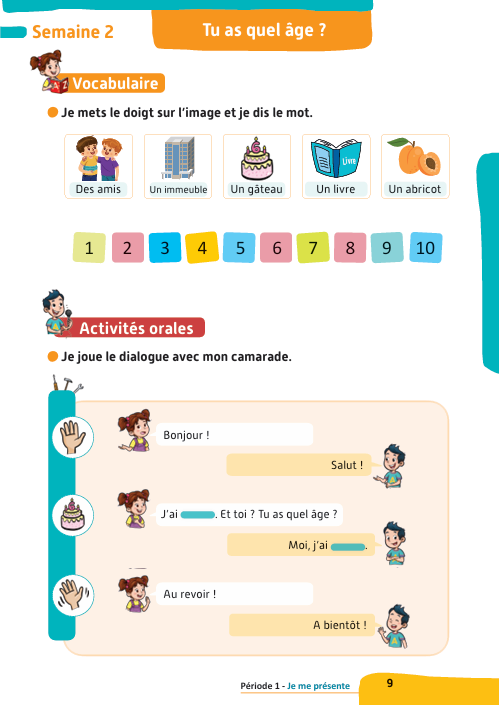 Semaine 2
Tu as quel âge ?
A Z
Vocabulaire
Je mets le doigt sur l'image et je dis le mot.
6
Livre
Des amis Un immeuble Un gâteau Un livre Un abricot
1 2 3 4 5 6 7 8 9 10
Activités orales
Je joue le dialogue avec mon camarade.
Bonjour !
Salut !
J'ai . Et toi ? Tu as quel âge ?
Moi, j'ai .
Au revoir !
A bientôt !
Période 1 - Je me présente
9